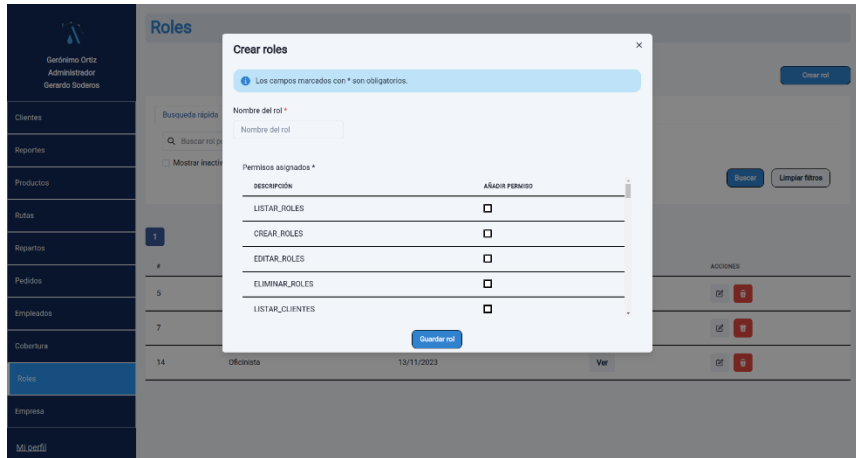 Gerónimo Ortiz
Administrador
Gerardo Soderos
Clientes
Reportes
Productos
Rutas
Repartos
Pedidos
Empleados
Cobertura
Roles
Empresa
Mi perfil
Roles
Crear rol
Busqueda rápida
Buscar rol
Mostrar
Buscar
Limpiar filtros
1
#
ACCIONES
5
7
14 Oficinista 13/11/2023 Ver
Crear roles
×
Los campos marcados con * son obligatorios.
Nombre del rol *
Nombre del rol
Permisos asignados *
DESCRIPCIÓN AÑADIR PERMISO
LISTAR_ROLES
CREAR_ROLES
EDITAR_ROLES
ELIMINAR_ROLES
LISTAR_CLIENTES
Guardar rol